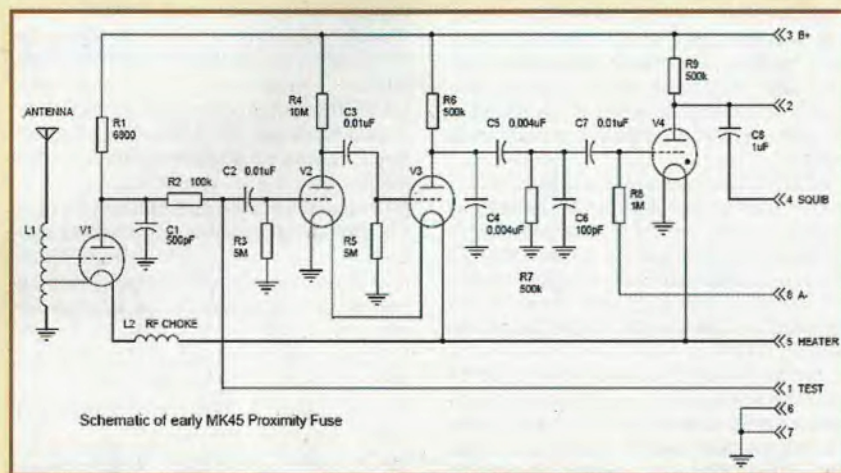 3 B+
R9
500k
R4
10M
C3
0.01uF
R6
500k
C5 0.004uF
C7 0.01uF
V4
2
ANTENNA
R1
6800
C8
1uF
R2 100k
C2 0.01uF
V2
V3
4 SQUIB
L1
V1
C1
500pF
R3
5M
R5
5M
C4
0.004uF
C6
100pF
R8
1M
R7
500k
8 A-
L2 RF CHOKE
5 HEATER
1 TEST
6
7
Schematic of early MK45 Proximity Fuse